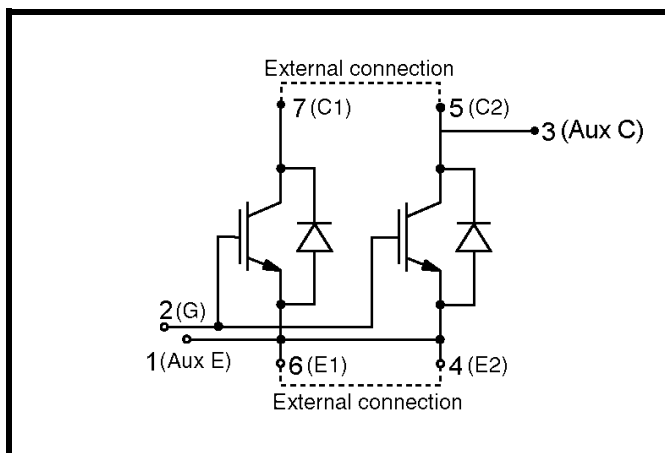 External connection
7 (C1)
5 (C2)
3 (Aux C)
2 (G)
1 (Aux E)
6 (E1)
4 (E2)
External connection